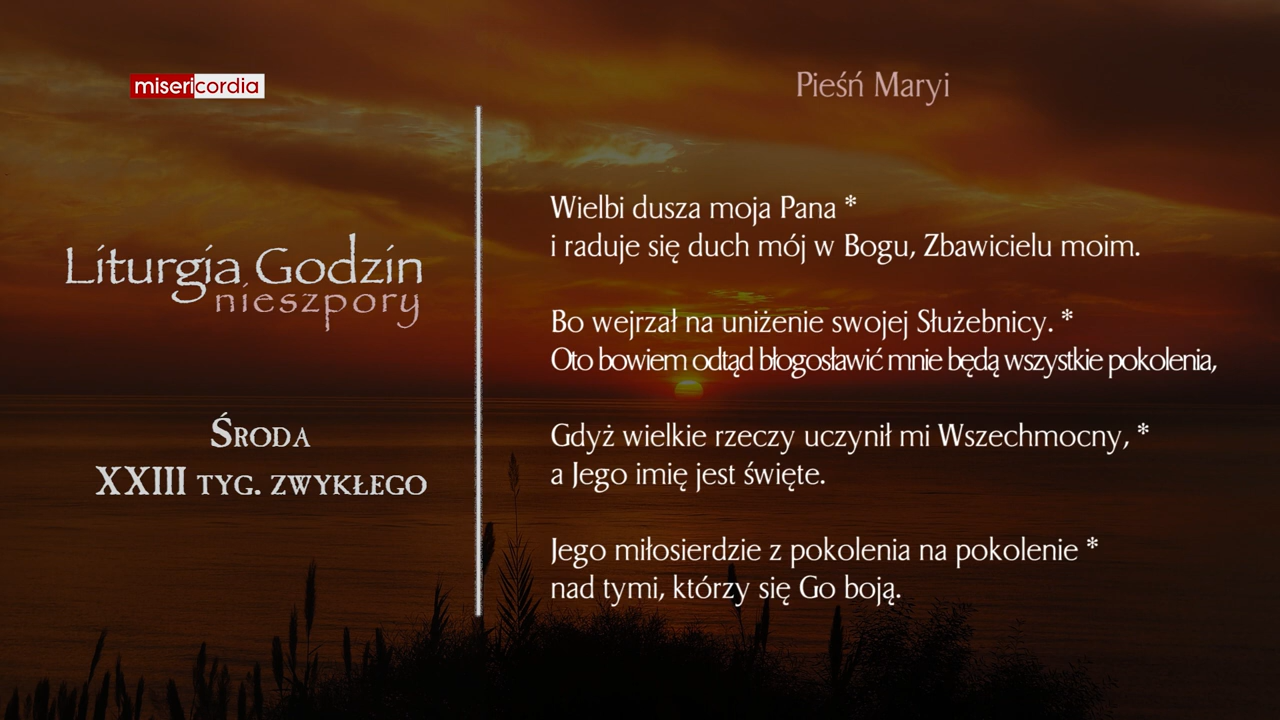 misericordia
Liturgia Godzin
nieszpory
Środa
XXIII tyg. zwykłego
Pieśń Maryi
Wielbi dusza moja Pana *
i raduje się duch mój w Bogu, Zbawicielu moim.
Bo wejrzał na uniżenie swojej Służebnicy. *
Oto bowiem odtąd błogosławić mnie będą wszystkie pokolenia,
Gdyż wielkie rzeczy uczynił mi Wszechmocny, *
a Jego imię jest święte.
Jego miłosierdzie z pokolenia na pokolenie *
nad tymi, którzy się Go boją.